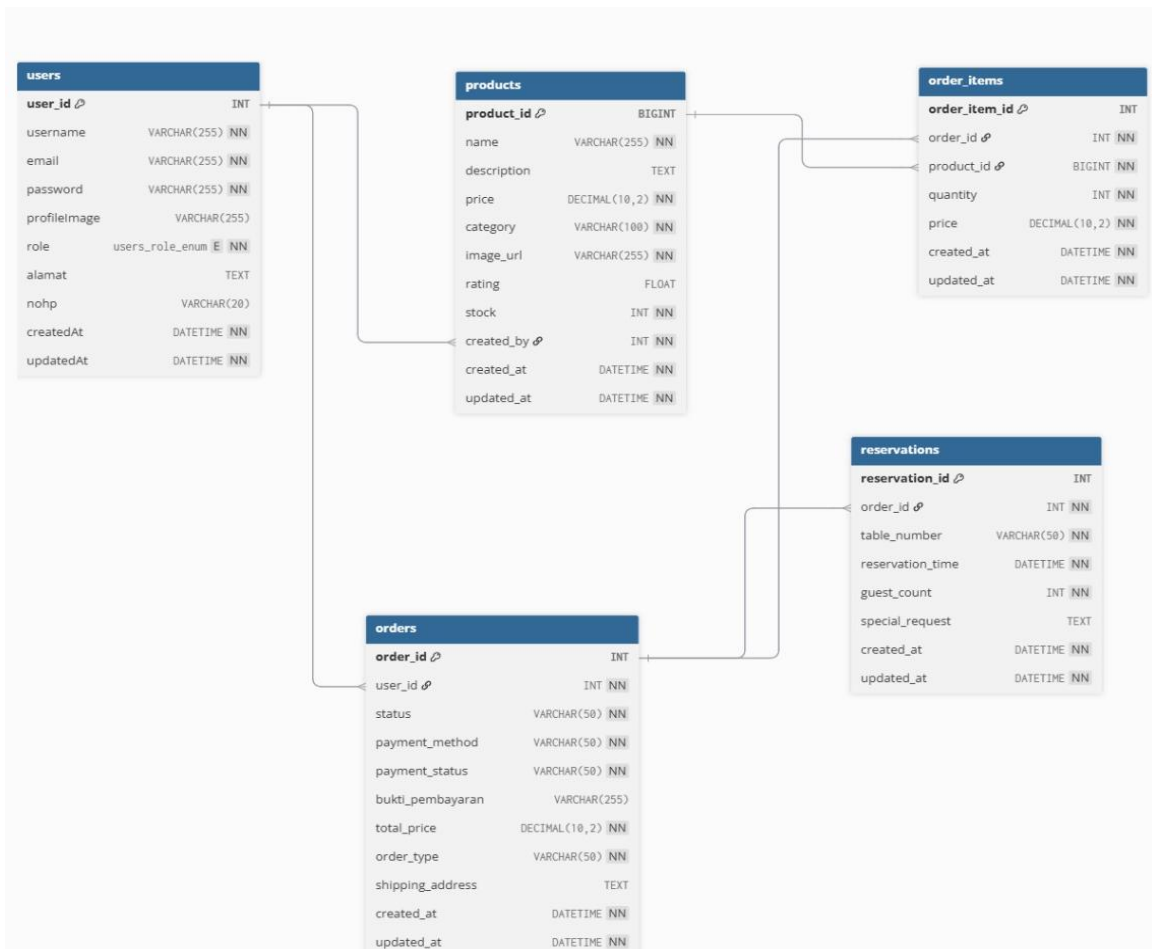 users
user_id INT
username VARCHAR(255) NN
email VARCHAR(255) NN
password VARCHAR(255) NN
profileImage VARCHAR(255)
role users_role_enum E NN
alamat TEXT
nohp VARCHAR(20)
createdAt DATETIME NN
updatedAt DATETIME NN
products
product_id BIGINT
name VARCHAR(255) NN
description TEXT
price DECIMAL(10,2) NN
category VARCHAR(100) NN
image_url VARCHAR(255) NN
rating FLOAT
stock INT NN
created_by INT NN
created_at DATETIME NN
updated_at DATETIME NN
order_items
order_item_id INT
order_id INT NN
product_id BIGINT NN
quantity INT NN
price DECIMAL(10,2) NN
created_at DATETIME NN
updated_at DATETIME NN
reservations
reservation_id INT
order_id INT NN
table_number VARCHAR(50) NN
reservation_time DATETIME NN
guest_count INT NN
special_request TEXT
created_at DATETIME NN
updated_at DATETIME NN
orders
order_id INT
user_id INT NN
status VARCHAR(50) NN
payment_method VARCHAR(50) NN
payment_status VARCHAR(50) NN
bukti_pembayaran VARCHAR(255)
total_price DECIMAL(10,2) NN
order_type VARCHAR(50) NN
shipping_address TEXT
created_at DATETIME NN
updated_at DATETIME NN